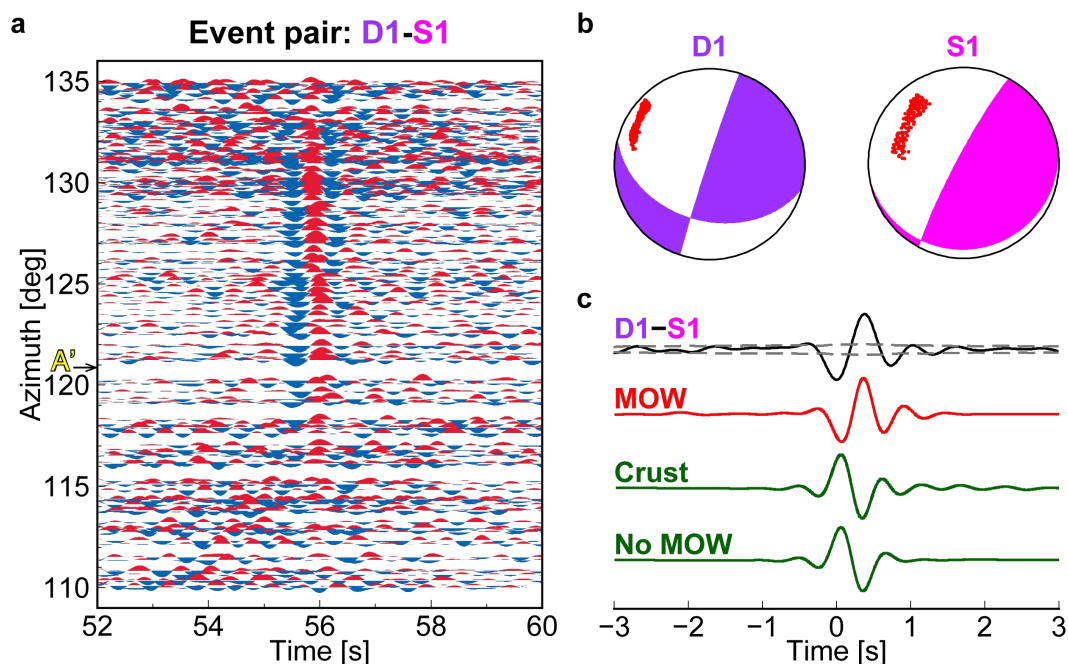 a
Event pair: D1-S1
Azimuth [deg]
135
130
125
120
115
110
A'
52
54
56
58
60
Time [s]
b
D1
S1
c
D1−S1
MOW
Crust
No MOW
−3
−2
−1
0
1
2
3
Time [s]